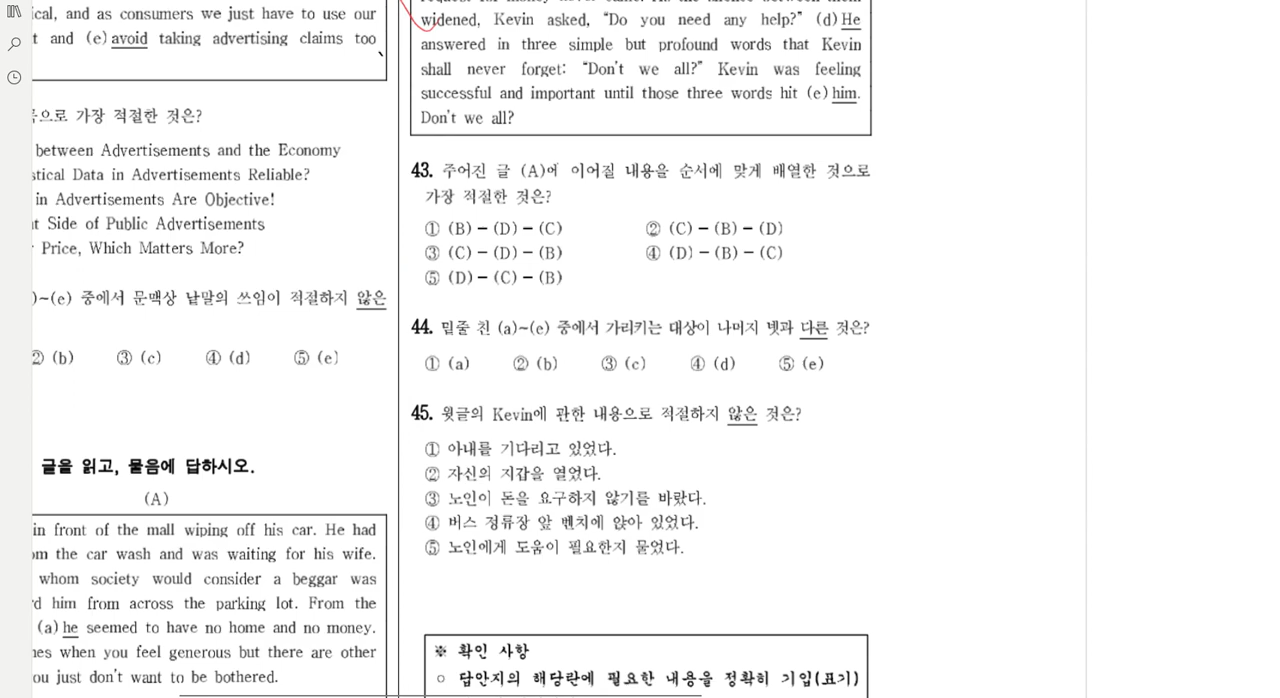 ical, and as consumers we just have to use our
t and (e) avoid taking advertising claims too
으로 가장 적절한 것은?
between Advertisements and the Economy
stical Data in Advertisements Reliable?
in Advertisements Are Objective!
nt Side of Public Advertisements
Price, Which Matters More?
)~(e) 중에서 문맥상 낱말의 쓰임이 적절하지 않은
② (b) ③ (c) ④ (d) ⑤ (e)
글을 읽고, 물음에 답하시오.
(A)
in front of the mall wiping off his car. He had
om the car wash and was waiting for his wife.
whom society would consider a beggar was
rd him from across the parking lot. From the
(a) he seemed to have no home and no money.
mes when you feel generous but there are other
ou just don't want to be bothered.
widened, Kevin asked, “Do you need any help?” (d) He
answered in three simple but profound words that Kevin
shall never forget: “Don't we all?” Kevin was feeling
successful and important until those three words hit (e) him.
Don't we all?
43. 주어진 글 (A)에 이어질 내용을 순서에 맞게 배열한 것으로
가장 적절한 것은?
① (B) － (D) － (C) ② (C) － (B) － (D)
③ (C) － (D) － (B) ④ (D) － (B) － (C)
⑤ (D) － (C) － (B)
44. 밑줄 친 (a)~(e) 중에서 가리키는 대상이 나머지 넷과 다른 것은?
① (a) ② (b) ③ (c) ④ (d) ⑤ (e)
45. 윗글의 Kevin에 관한 내용으로 적절하지 않은 것은?
① 아내를 기다리고 있었다.
② 자신의 지갑을 열었다.
③ 노인이 돈을 요구하지 않기를 바랐다.
④ 버스 정류장 앞 벤치에 앉아 있었다.
⑤ 노인에게 도움이 필요한지 물었다.
※ 확인 사항
○ 답안지의 해당란에 필요한 내용을 정확히 기입(표기)